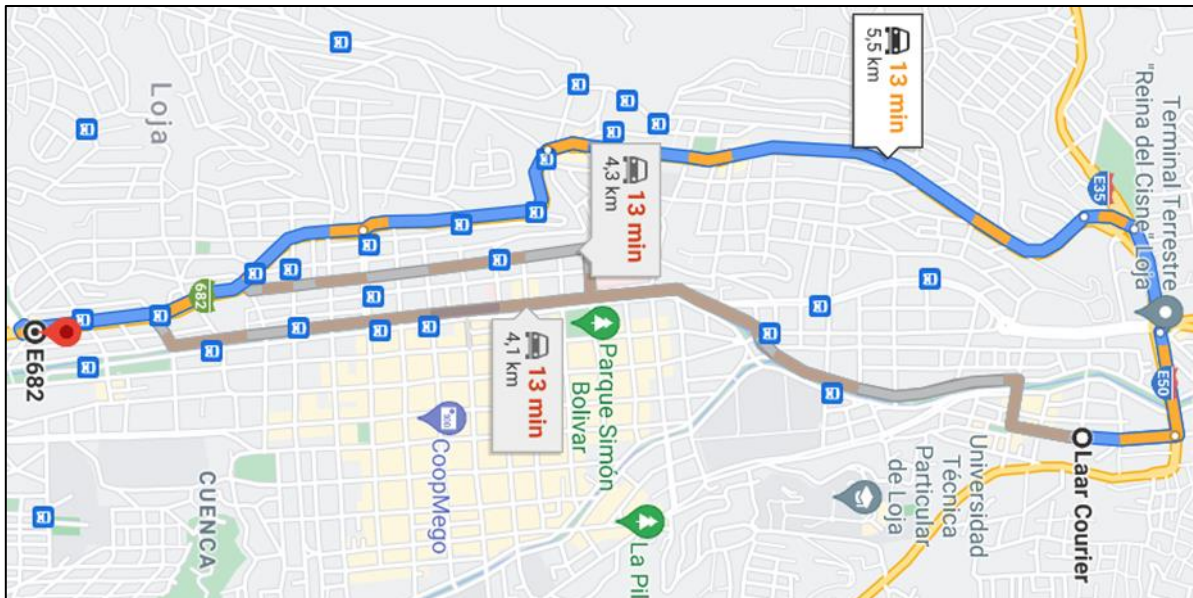 Terminal Terrestre
"Reina del Cisne" Loja
E50
E35
Laar Courier
Universidad
Técnica
Particular
de Loja
13 min
5,5 km
La Pil
13 min
4,3 km
Parque Simón
Bolivar
13 min
4,1 km
CoopMego
682
CUENCA
Loja
E682